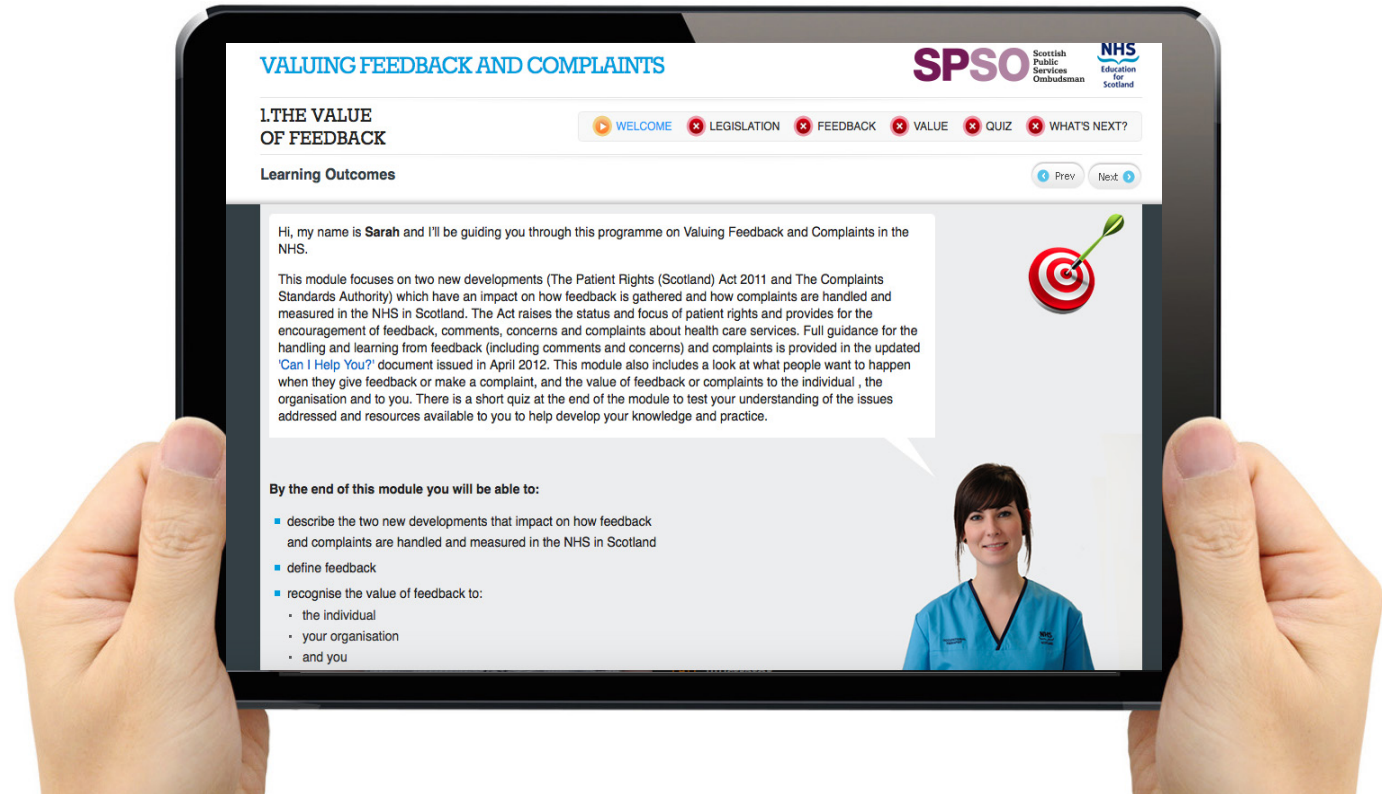 VALUING FEEDBACK AND COMPLAINTS
SPSO
Scottish
Public
Services
Ombudsman
NHS
Education
for
Scotland
1.THE VALUE
OF FEEDBACK
WELCOME LEGISLATION FEEDBACK VALUE QUIZ WHAT'S NEXT?
Learning Outcomes
Prev Next
Hi, my name is Sarah and I'll be guiding you through this programme on Valuing Feedback and Complaints in the
NHS.
This module focuses on two new developments (The Patient Rights (Scotland) Act 2011 and The Complaints
Standards Authority) which have an impact on how feedback is gathered and how complaints are handled and
measured in the NHS in Scotland. The Act raises the status and focus of patient rights and provides for the
encouragement of feedback, comments, concerns and complaints about health care services. Full guidance for the
handling and learning from feedback (including comments and concerns) and complaints is provided in the updated
'Can I Help You?' document issued in April 2012. This module also includes a look at what people want to happen
when they give feedback or make a complaint, and the value of feedback or complaints to the individual , the
organisation and to you. There is a short quiz at the end of the module to test your understanding of the issues
addressed and resources available to you to help develop your knowledge and practice.
By the end of this module you will be able to:
describe the two new developments that impact on how feedback
and complaints are handled and measured in the NHS in Scotland
define feedback
recognise the value of feedback to:
the individual
your organisation
and you
NHS